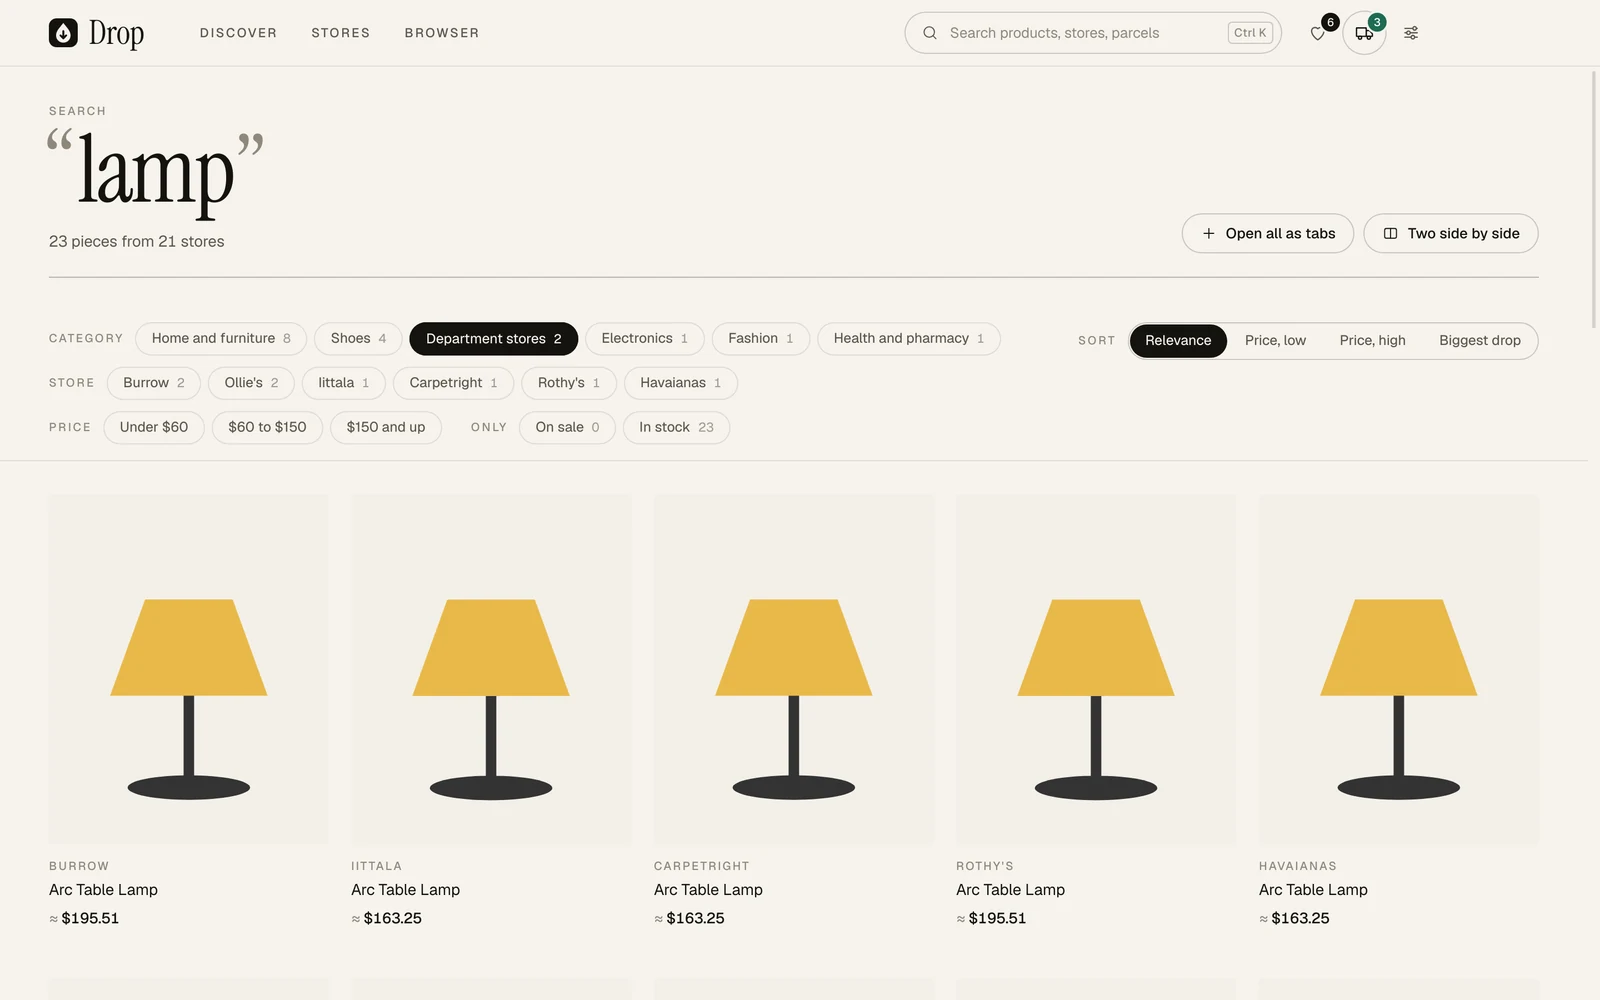 Drop
DISCOVER STORES BROWSER
Search products, stores, parcels Ctrl K
6
3
SEARCH
“lamp”
23 pieces from 21 stores
Open all as tabs
Two side by side
CATEGORY Home and furniture 8 Shoes 4 Department stores 2 Electronics 1 Fashion 1 Health and pharmacy 1
SORT Relevance Price, low Price, high Biggest drop
STORE Burrow 2 Ollie's 2 Iittala 1 Carpetright 1 Rothy's 1 Havaianas 1
PRICE Under $60 $60 to $150 $150 and up ONLY On sale 0 In stock 23
BURROW
Arc Table Lamp
≈ $195.51
IITTALA
Arc Table Lamp
≈ $163.25
CARPETRIGHT
Arc Table Lamp
≈ $163.25
ROTHY'S
Arc Table Lamp
≈ $195.51
HAVAIANAS
Arc Table Lamp
≈ $163.25